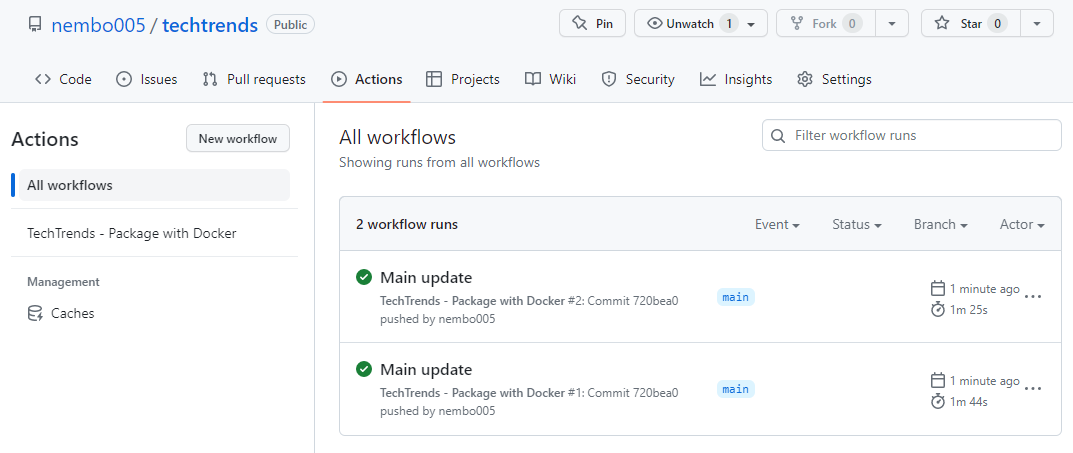 nembo005 / techtrends Public Pin Unwatch 1 Fork 0 Star 0
Code Issues Pull requests Actions Projects Wiki Security Insights Settings
Actions New workflow
All workflows
TechTrends - Package with Docker
Management
Caches
All workflows
Showing runs from all workflows
Filter workflow runs
2 workflow runs Event Status Branch Actor
Main update
TechTrends - Package with Docker #2: Commit 720bea0
pushed by nembo005
main
1 minute ago
1m 25s
Main update
TechTrends - Package with Docker #1: Commit 720bea0
pushed by nembo005
main
1 minute ago
1m 44s